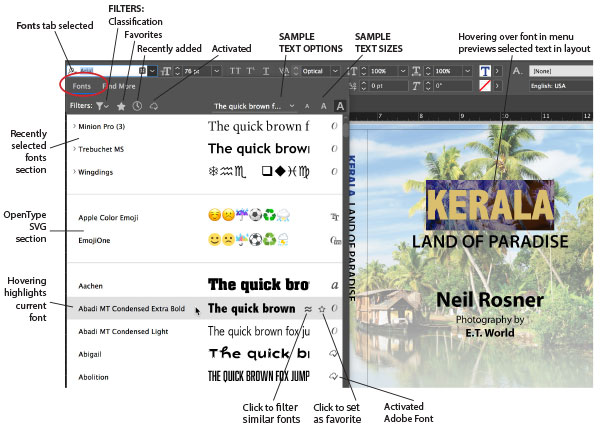 FILTERS:
Classification
Favorites
Recently added
Activated
Fonts tab selected
SAMPLE
TEXT OPTIONS
SAMPLE
TEXT SIZES
Hovering over font in menu
previews selected text in layout
76 pt
Optical
100%
100%
[None]
0 pt
0°
English: USA
Fonts Find More
Filters:
The quick brown f...
A A A
Recently
selected
fonts
section
Minion Pro (3) The quick brown f
Trebuchet MS The quick brown
Wingdings
OpenType
SVG
section
Apple Color Emoji
EmojiOne
Hovering
highlights
current
font
Aachen The quick bro
Abadi MT Condensed Extra Bold The quick brown
Abadi MT Condensed Light The quick brown fox ju
Abigail The quick b
Abolition THE QUICK BROWN FOX JUMP
6 7
KERALA LAND OF PARADISE
KERALA
LAND OF PARADISE
Neil Rosner
Photography by
E.T. World
Click to filter
similar fonts
Click to set
as favorite
Activated
Adobe Font